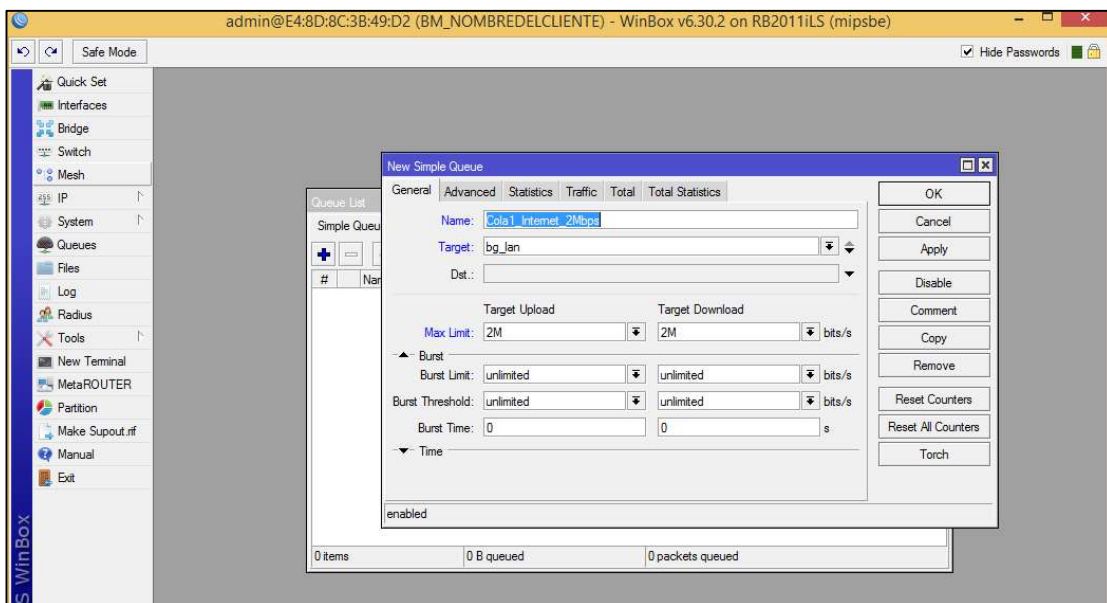 admin@E4:8D:8C:3B:49:D2 (BM_NOMBREDELCLIENTE) - WinBox v6.30.2 on RB2011iLS (mipsbe)
Safe Mode
Hide Passwords
Quick Set
Interfaces
Bridge
Switch
Mesh
IP
System
Queues
Files
Log
Radius
Tools
New Terminal
MetaROUTER
Partition
Make Supout.rif
Manual
Exit
S WinBox
Queue List
Simple Queu
#
Nar
0 items
0 B queued
0 packets queued
New Simple Queue
General Advanced Statistics Traffic Total Total Statistics
Name: Cola1_Internet_2Mbps
Target: bg_lan
Dst.:
Target Upload Target Download
Max Limit: 2M 2M bits/s
Burst
Burst Limit: unlimited unlimited bits/s
Burst Threshold: unlimited unlimited bits/s
Burst Time: 0 0 s
Time
enabled
OK
Cancel
Apply
Disable
Comment
Copy
Remove
Reset Counters
Reset All Counters
Torch